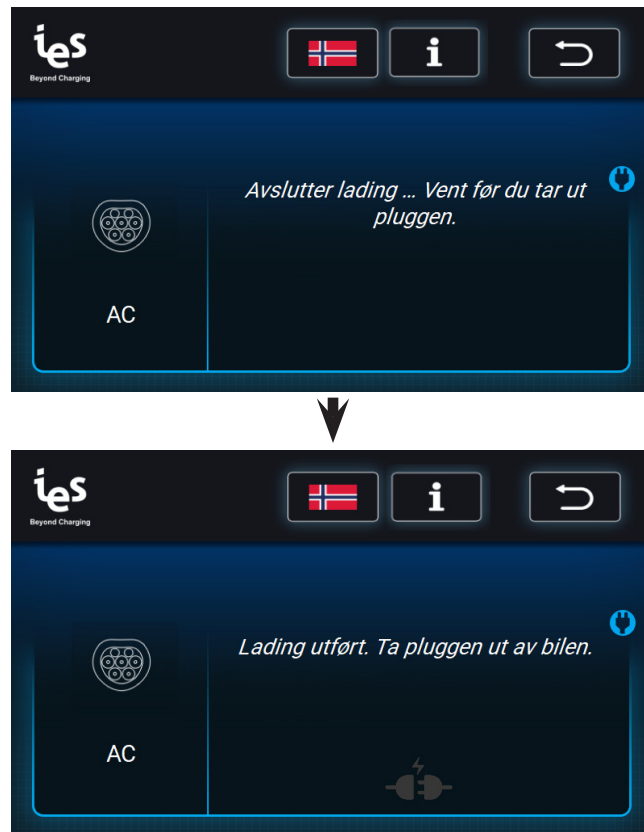 ies
Beyond Charging
i
Avslutter lading ... Vent før du tar ut
pluggen.
AC
ies
Beyond Charging
i
Lading utført. Ta pluggen ut av bilen.
AC